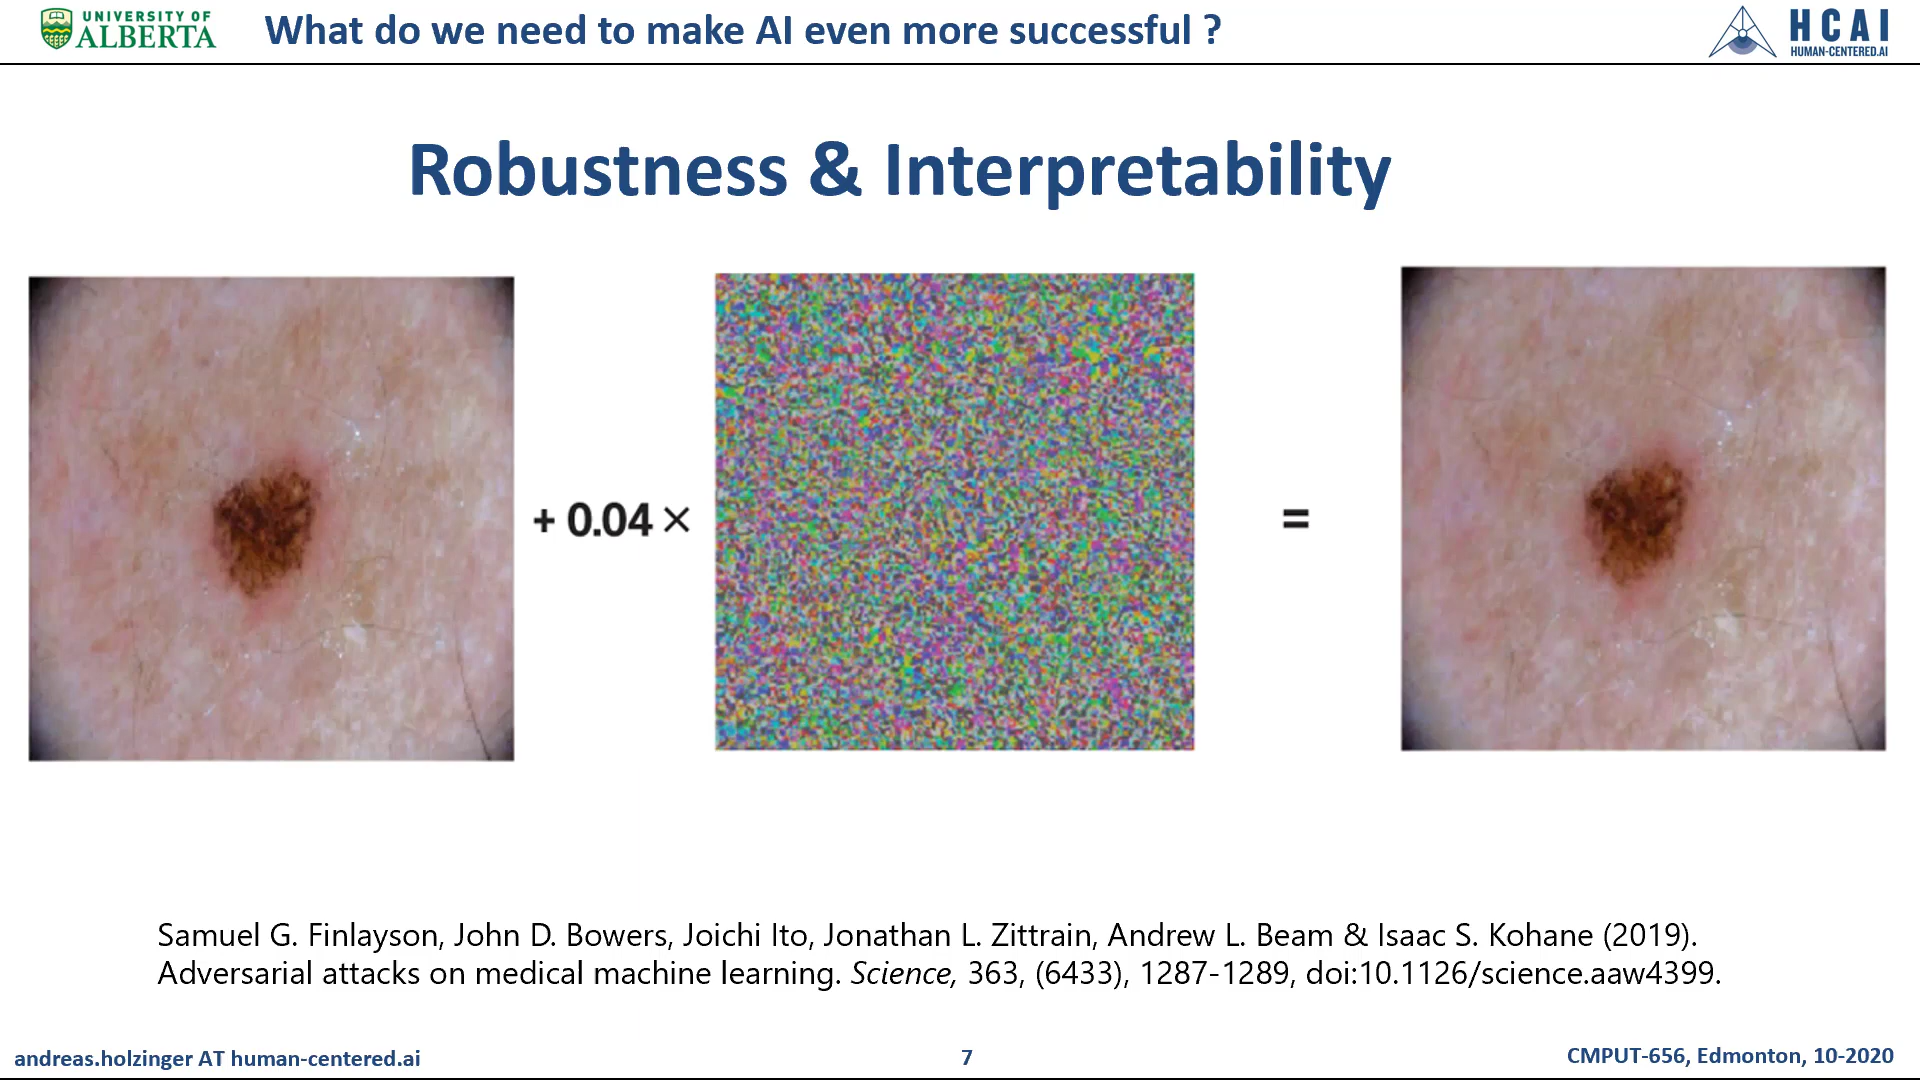 UNIVERSITY OF
ALBERTA
What do we need to make AI even more successful ?
HCAI
HUMAN-CENTERED.AI
Robustness & Interpretability
+ 0.04 ×
=
Samuel G. Finlayson, John D. Bowers, Joichi Ito, Jonathan L. Zittrain, Andrew L. Beam & Isaac S. Kohane (2019).
Adversarial attacks on medical machine learning. Science, 363, (6433), 1287-1289, doi:10.1126/science.aaw4399.
andreas.holzinger AT human-centered.ai
7
CMPUT-656, Edmonton, 10-2020